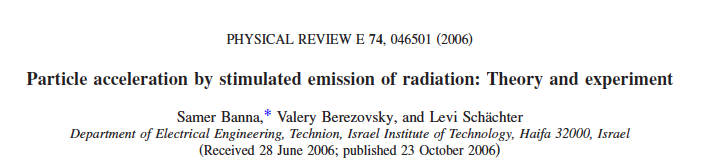 PHYSICAL REVIEW E 74, 046501 (2006)
Particle acceleration by stimulated emission of radiation: Theory and experiment
Samer Banna,* Valery Berezovsky, and Levi Schächter
Department of Electrical Engineering, Technion, Israel Institute of Technology, Haifa 32000, Israel
(Received 28 June 2006; published 23 October 2006)